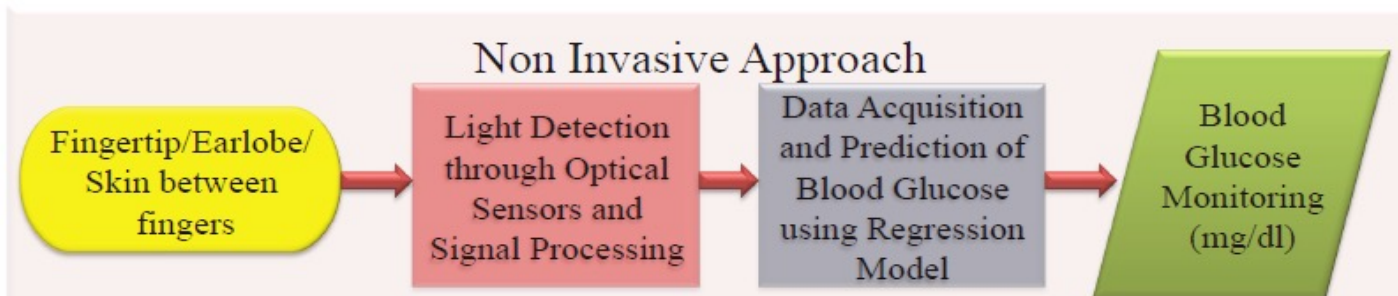 Non Invasive Approach
Fingertip/Earlobe/
Skin between
fingers
Light Detection
through Optical
Sensors and
Signal Processing
Data Acquisition
and Prediction of
Blood Glucose
using Regression
Model
Blood
Glucose
Monitoring
(mg/dl)